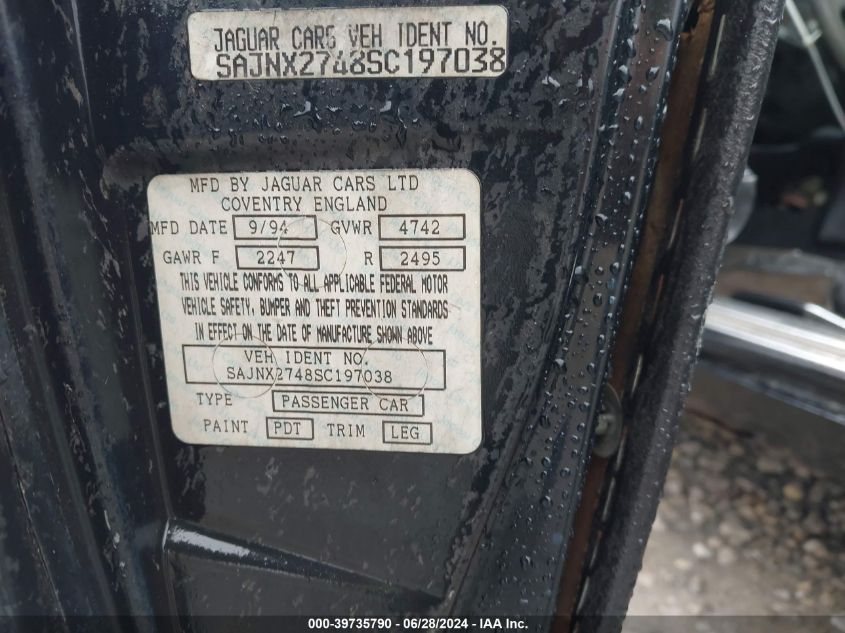 JAGUAR CARS VEH IDENT NO.
SAJNX2748SC197038
MFD BY JAGUAR CARS LTD
COVENTRY ENGLAND
MFD DATE 9/94 GVWR 4742
GAWR F 2247 R 2495
THIS VEHICLE CONFORMS TO ALL APPLICABLE FEDERAL MOTOR
VEHICLE SAFETY, BUMPER AND THEFT PREVENTION STANDARDS
IN EFFECT ON THE DATE OF MANUFACTURE SHOWN ABOVE
VEH IDENT NO.
SAJNX2748SC197038
TYPE PASSENGER CAR
PAINT PDT TRIM LEG
000-39735790 - 06/28/2024 - IAA Inc.